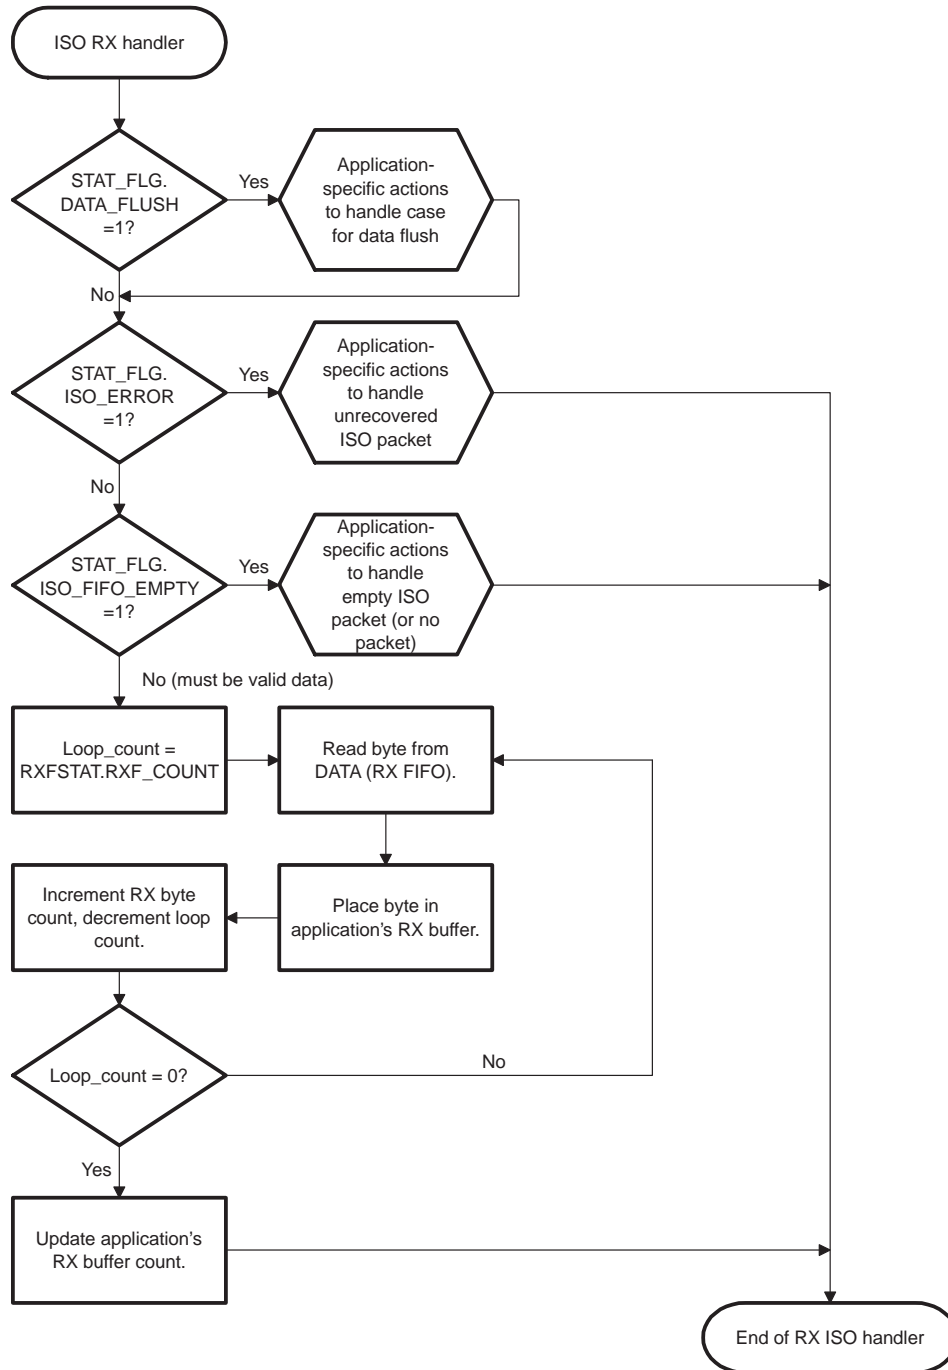 ISO RX handler
STAT_FLG.
DATA_FLUSH
=1?
Yes
Application-
specific actions
to handle case
for data flush
No
STAT_FLG.
ISO_ERROR
=1?
Yes
Application-
specific actions
to handle
unrecovered
ISO packet
No
STAT_FLG.
ISO_FIFO_EMPTY
=1?
Yes
Application-
specific actions
to handle
empty ISO
packet (or no
packet)
No (must be valid data)
Loop_count =
RXFSTAT.RXF_COUNT
Read byte from
DATA (RX FIFO).
Increment RX byte
count, decrement loop
count.
Place byte in
application’s RX buffer.
Loop_count = 0?
No
Yes
Update application’s
RX buffer count.
End of RX ISO handler